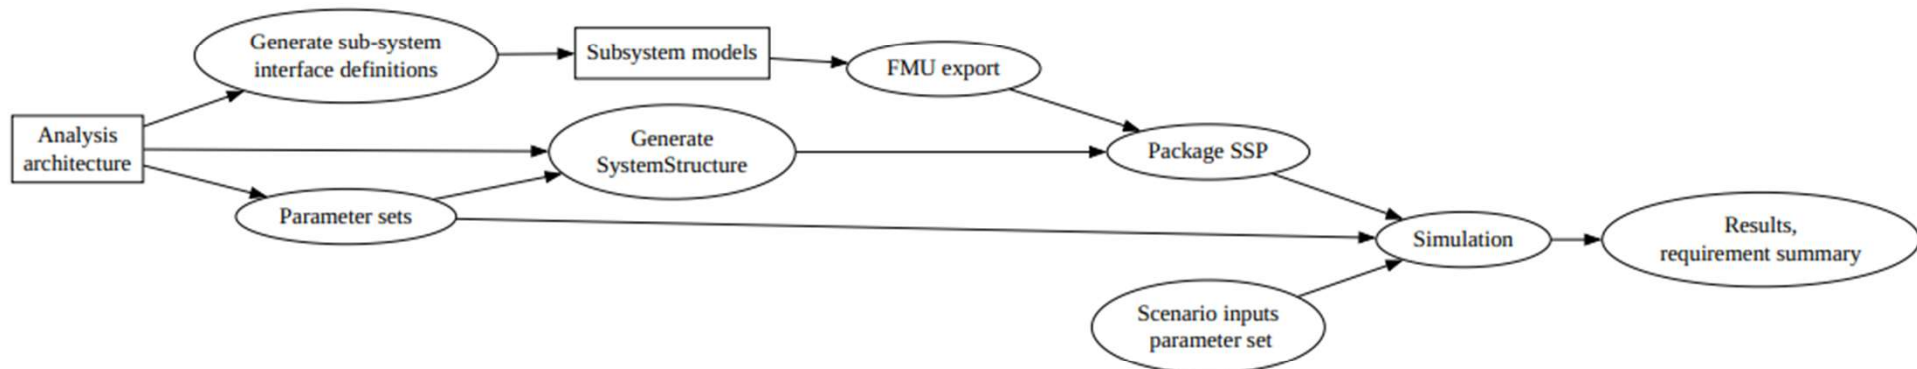 Generate sub-system
interface definitions
Subsystem models
FMU export
Analysis
architecture
Generate
SystemStructure
Package SSP
Parameter sets
Simulation
Results,
requirement summary
Scenario inputs
parameter set